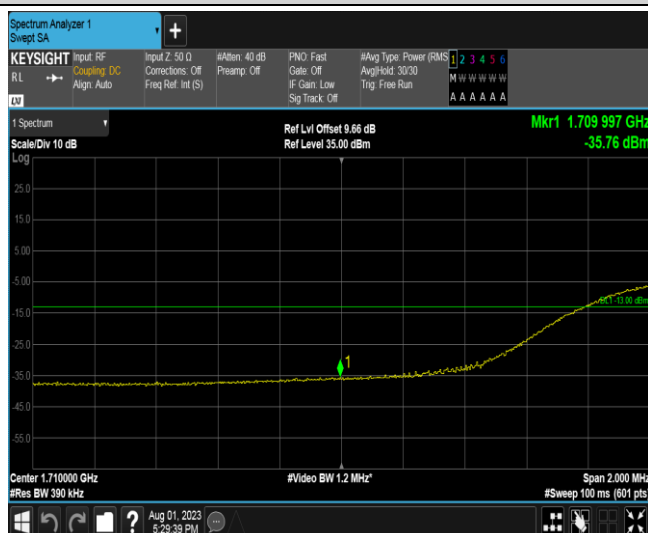 Spectrum Analyzer 1
Swept SA
+
KEYSIGHT
RL
LXI
Input: RF
Coupling: DC
Align: Auto
Input Z: 50 Ω
Corrections: Off
Freq Ref: Int (S)
#Atten: 40 dB
Preamp: Off
PNO: Fast
Gate: Off
IF Gain: Low
Sig Track: Off
#Avg Type: Power (RMS
Avg|Hold: 30/30
Trig: Free Run
1 2 3 4 5 6
M W W W W W
A A A A A A
1 Spectrum
Scale/Div 10 dB
Log
Ref Lvl Offset 9.66 dB
Ref Level 35.00 dBm
Mkr1 1.709 997 GHz
-35.76 dBm
25.0
15.0
5.00
-5.00
-15.0
-25.0
-35.0
-45.0
-55.0
DL1 -13.00 dBm
1
Center 1.710000 GHz
#Res BW 390 kHz
#Video BW 1.2 MHz*
Span 2.000 MHz
#Sweep 100 ms (601 pts)
?
Aug 01, 2023
5:29:39 PM